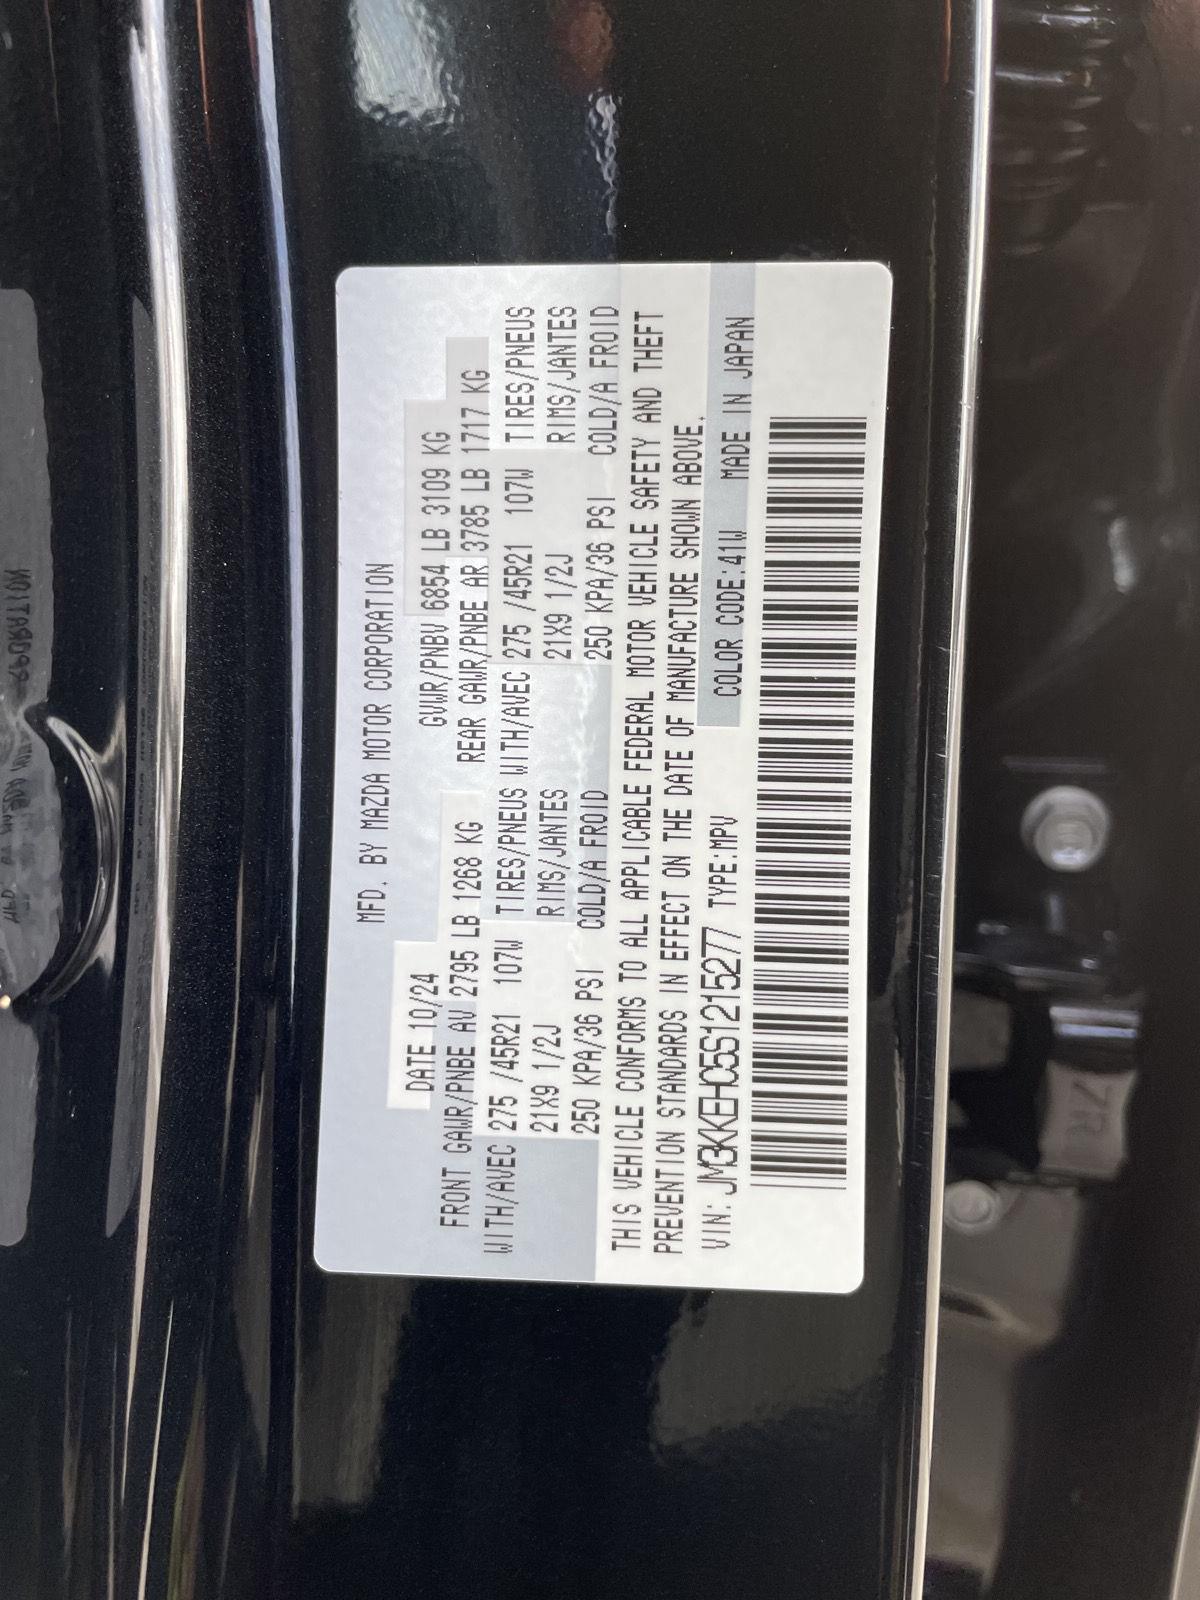 MFD. BY MAZDA MOTOR CORPORATION
DATE 10/24 GVWR/PNBV 6854 LB 3109 KG
FRONT GAWR/PNBE AV 2795 LB 1268 KG REAR GAWR/PNBE AR 3785 LB 1717 KG
WITH/AVEC 275 /45R21 107W TIRES/PNEUS WITH/AVEC 275 /45R21 107W TIRES/PNEUS
21X9 1/2J RIMS/JANTES 21X9 1/2J RIMS/JANTES
250 KPA/36 PSI COLD/A FROID 250 KPA/36 PSI COLD/A FROID
THIS VEHICLE CONFORMS TO ALL APPLICABLE FEDERAL MOTOR VEHICLE SAFETY AND THEFT
PREVENTION STANDARDS IN EFFECT ON THE DATE OF MANUFACTURE SHOWN ABOVE.
VIN: JM3KKEHC5S1215277 TYPE:MPV COLOR CODE:41W MADE IN JAPAN